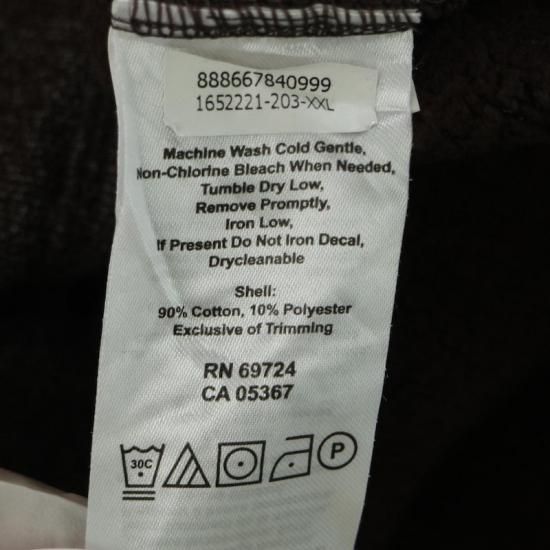 888667840999
1652221-203-XXL
Machine Wash Cold Gentle,
Non-Chlorine Bleach When Needed,
Tumble Dry Low,
Remove Promptly,
Iron Low,
If Present Do Not Iron Decal,
Drycleanable
Shell:
90% Cotton, 10% Polyester
Exclusive of Trimming
RN 69724
CA 05367
30C P